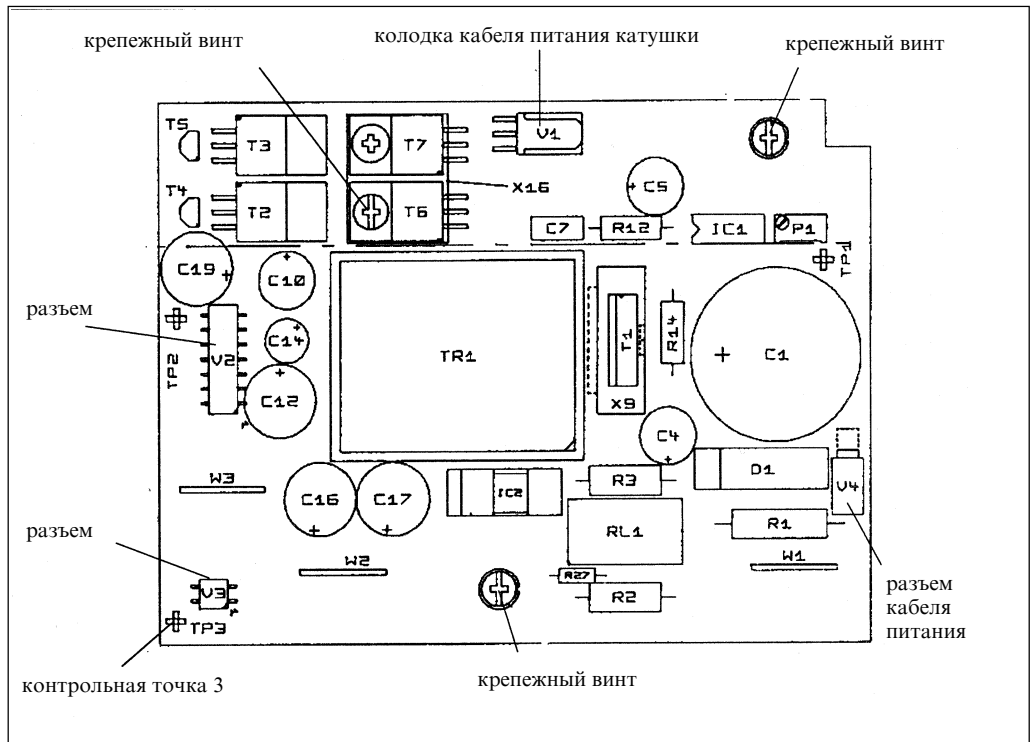 крепежный винт
колодка кабеля питания катушки
крепежный винт
T5
T3
T7
V1
C5
X16
T4
T2
T6
C7
R12
IC1
P1
TP1
C19
C10
разъем
TP2
V2
C14
TR1
T1
R14
C1
C12
X9
C4
W3
C16
C17
IC2
R3
D1
V4
разъем
RL1
R1
W2
W1
V3
R27
R2
разъем
кабеля
питания
TP3
контрольная точка 3
крепежный винт